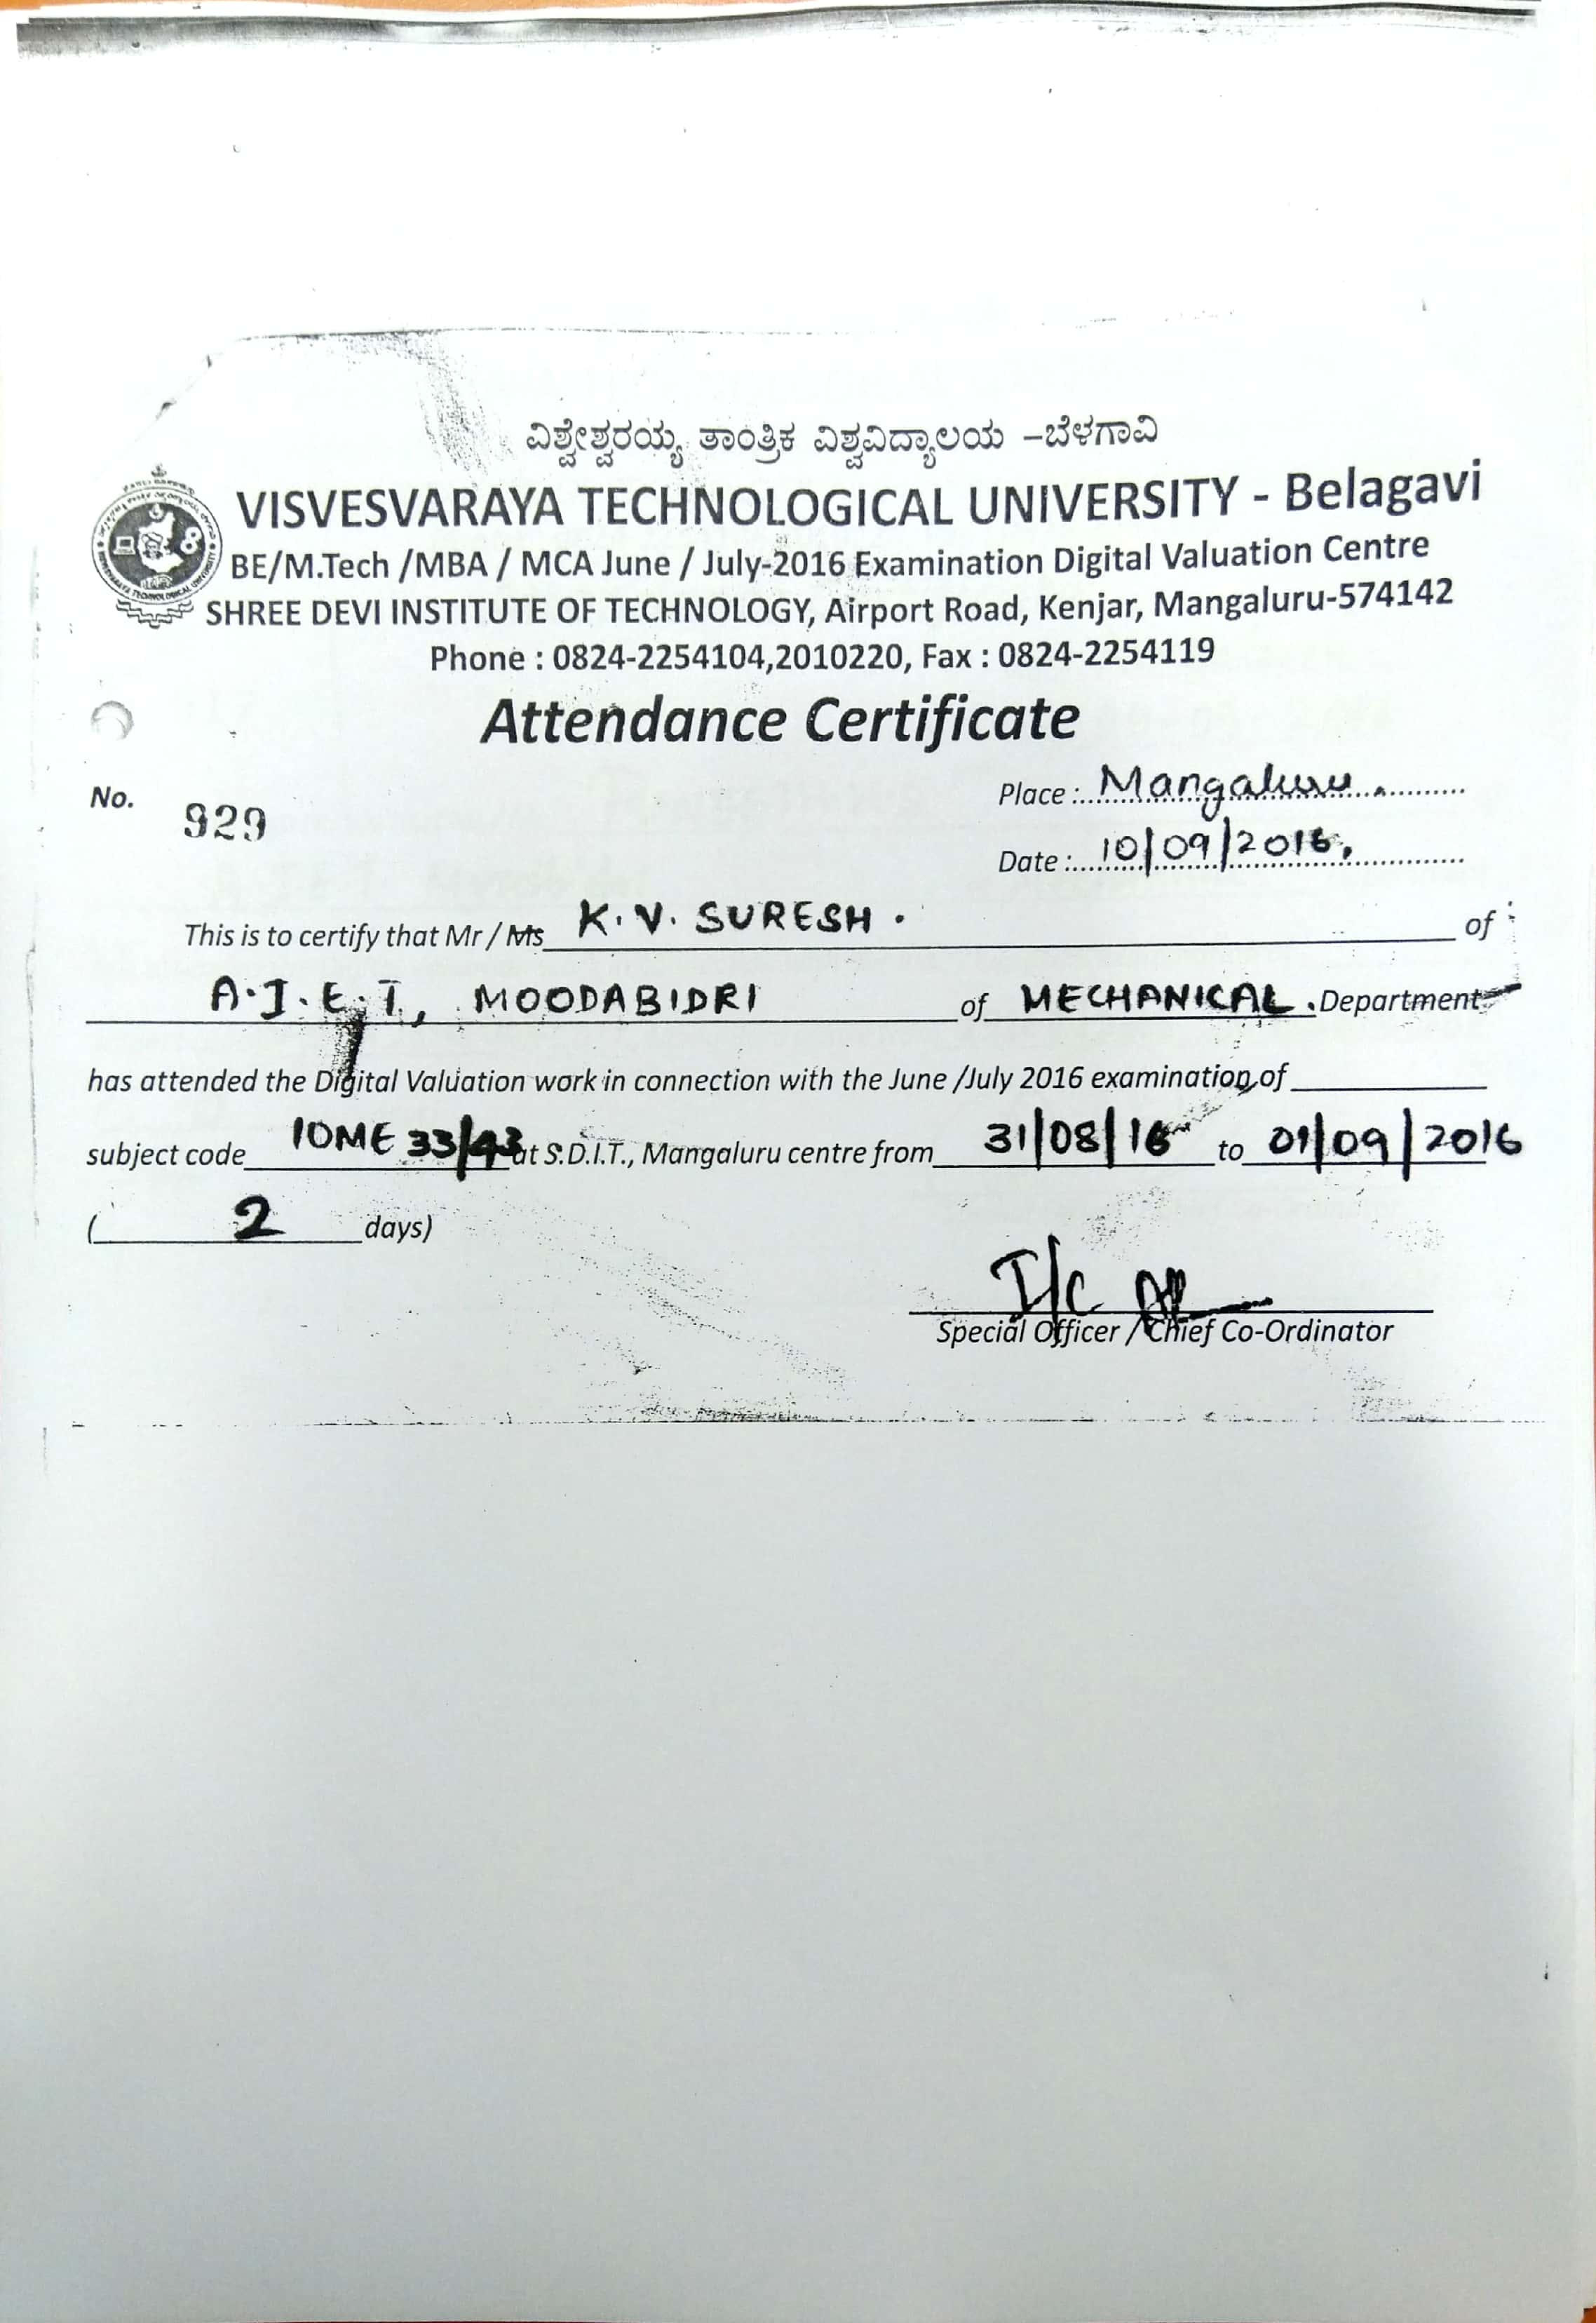 ವಿಶ್ವೇಶ್ವರಯ್ಯ ತಾಂತ್ರಿಕ ವಿಶ್ವವಿದ್ಯಾಲಯ –ಬೆಳಗಾವಿ
VISVESVARAYA TECHNOLOGICAL UNIVERSITY - Belagavi
BE/M.Tech /MBA / MCA June / July-2016 Examination Digital Valuation Centre
SHREE DEVI INSTITUTE OF TECHNOLOGY, Airport Road, Kenjar, Mangaluru-574142
Phone : 0824-2254104,2010220, Fax : 0824-2254119
Attendance Certificate
No. 929
Place : Mangaluru.
Date : 10/09/2016.
This is to certify that Mr / Ms K. V. SURESH. of
A.J.E.T, MOODABIDRI of MECHANICAL. Department
has attended the Digital Valuation work in connection with the June /July 2016 examination of
subject code 10ME 33/43 at S.D.I.T., Mangaluru centre from 31/08/16 to 01/09/2016
( 2 days)
I/C
Special Officer / Chief Co-Ordinator